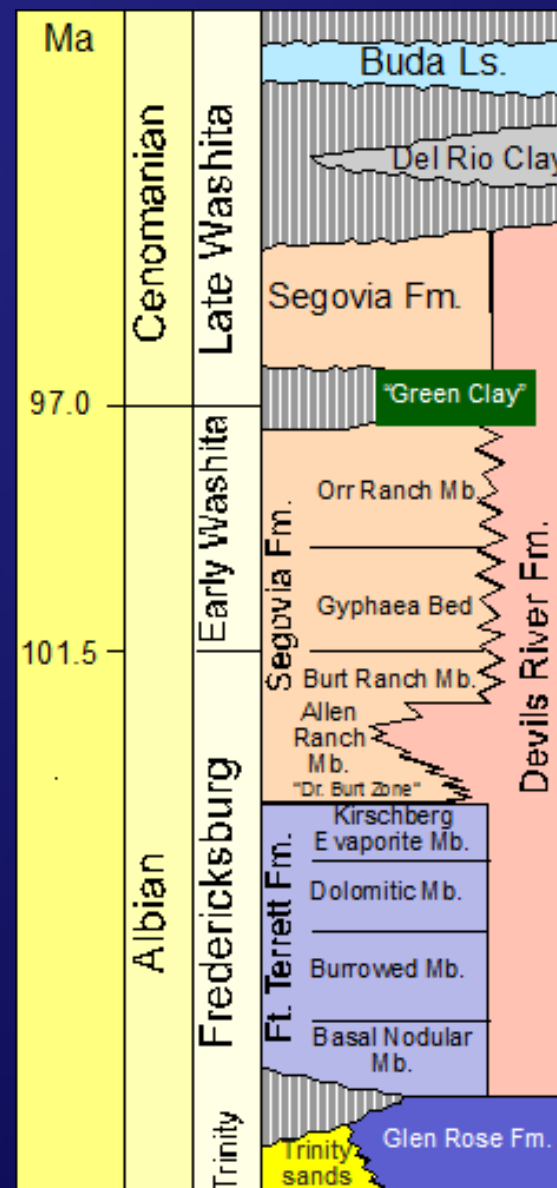 Ma
Cenomanian
Late Washita
Buda Ls.
Del Rio Clay
Segovia Fm.
97.0
"Green Clay"
Early Washita
Segovia Fm.
Orr Ranch Mb.
Devils River Fm.
Gyphaea Bed
101.5
Burt Ranch Mb.
Allen
Ranch
Mb.
"Dr. Burt Zone"
Albian
Fredericksburg
Ft. Terrett Fm.
Kirschberg
Evaporite Mb.
Dolomitic Mb.
Burrowed Mb.
Basal Nodular
Mb.
Trinity
Trinity
sands
Glen Rose Fm.